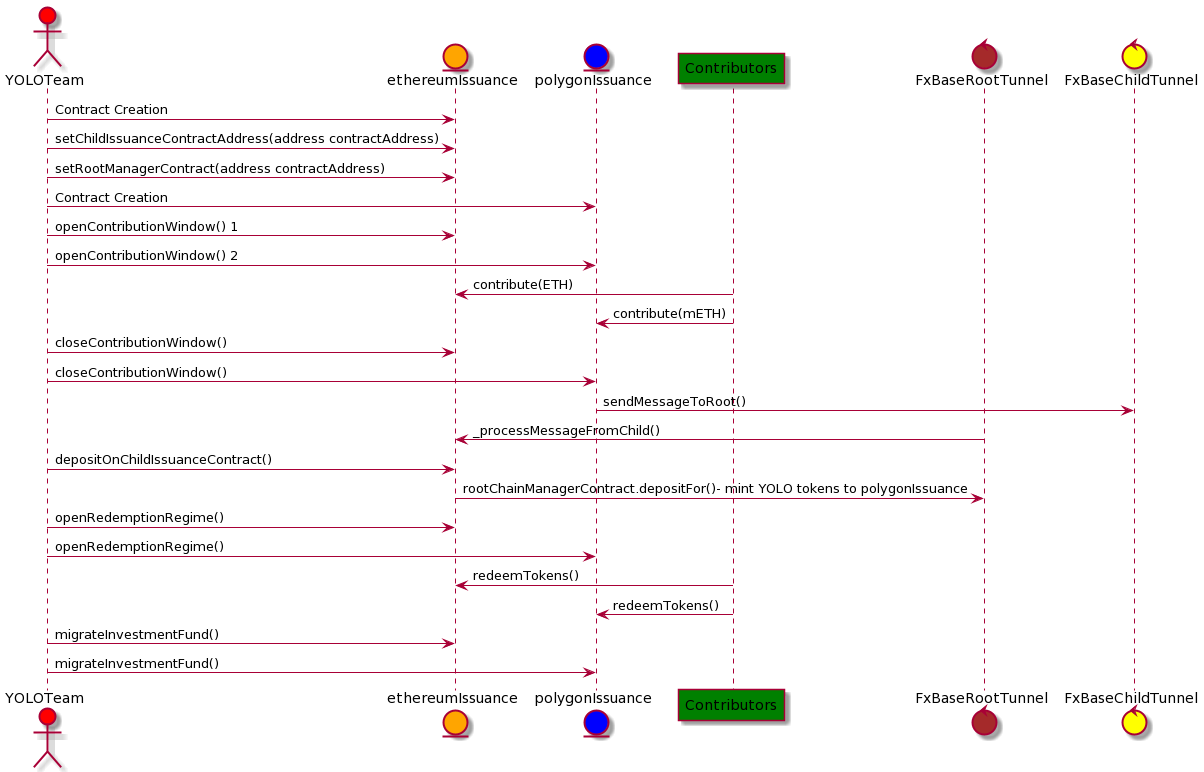 YOLOTeam
ethereumIssuance
polygonIssuance
Contributors
FxBaseRootTunnel
FxBaseChildTunnel
Contract Creation
setChildIssuanceContractAddress(address contractAddress)
setRootManagerContract(address contractAddress)
Contract Creation
openContributionWindow() 1
openContributionWindow() 2
contribute(ETH)
contribute(mETH)
closeContributionWindow()
closeContributionWindow()
sendMessageToRoot()
_processMessageFromChild()
depositOnChildIssuanceContract()
rootChainManagerContract.depositFor()- mint YOLO tokens to polygonIssuance
openRedemptionRegime()
openRedemptionRegime()
redeemTokens()
redeemTokens()
migrateInvestmentFund()
migrateInvestmentFund()
YOLOTeam
ethereumIssuance
polygonIssuance
Contributors
FxBaseRootTunnel
FxBaseChildTunnel